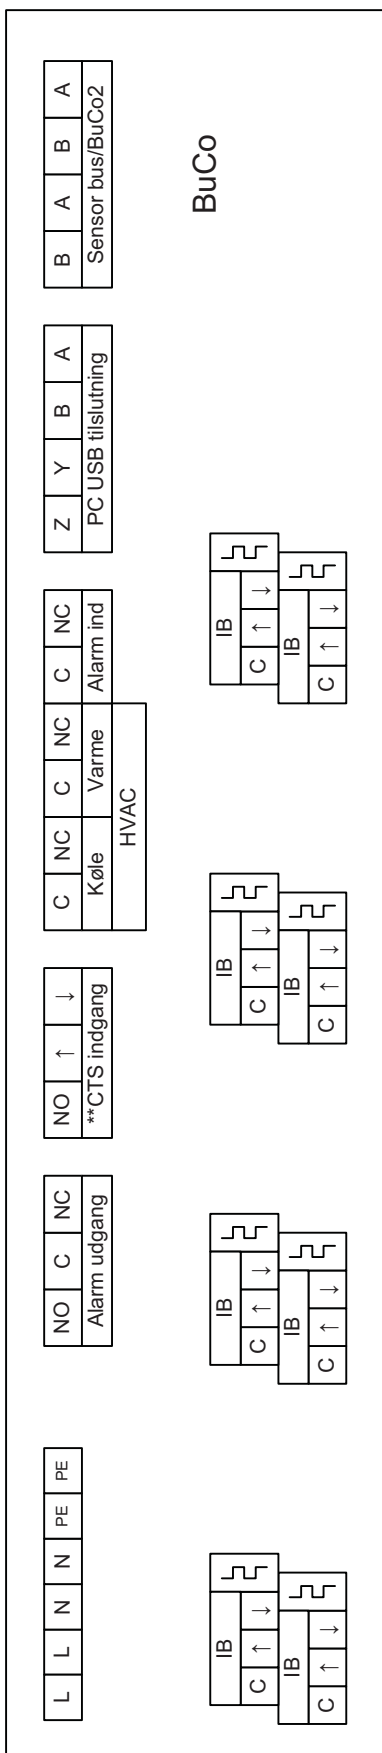 L L N N PE PE
NO C NC
Alarm udgang
NO ↑ ↓
**CTS indgang
C NC C NC C NC
Køle Varme Alarm ind
HVAC
Z Y B A
PC USB tilslutning
B A B A
Sensor bus/BuCo2
BuCo
IB
C ↑ ↓
IB
C ↑ ↓
IB
C ↑ ↓
IB
C ↑ ↓
IB
C ↑ ↓
IB
C ↑ ↓
IB
C ↑ ↓
IB
C ↑ ↓